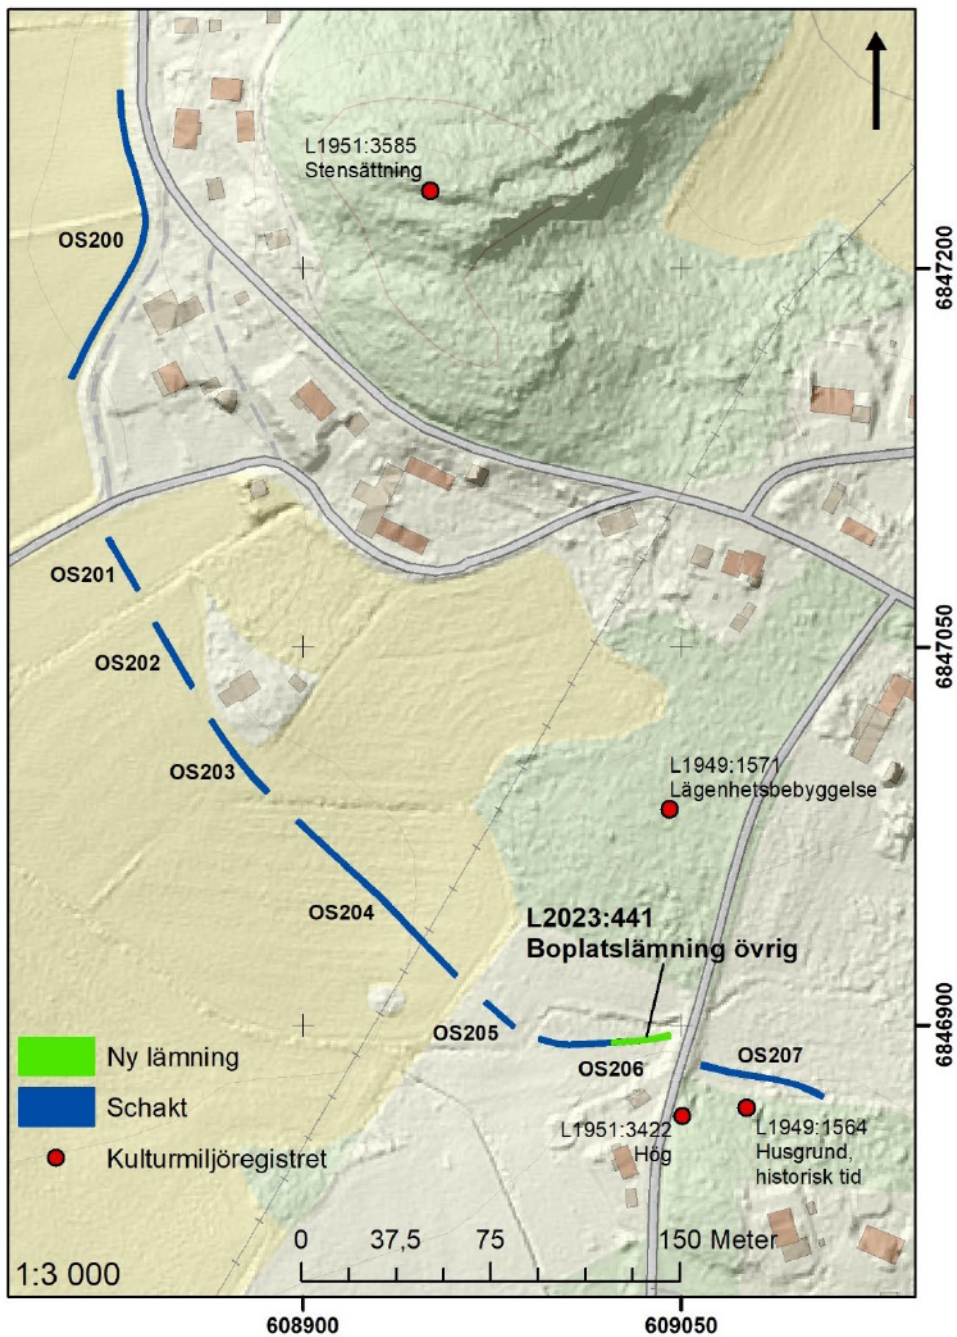 L1951:3585
Stensättning
OS200
6847200
OS201
OS202
6847050
OS203
L1949:1571
Lägenhetsbebyggelse
OS204
L2023:441
Boplatslämning övrig
OS205
6846900
OS206
OS207
Ny lämning
Schakt
Kulturmiljöregistret
L1951:3422
Hög
L1949:1564
Husgrund,
historisk tid
0 37,5 75 150 Meter
1:3 000
608900 609050